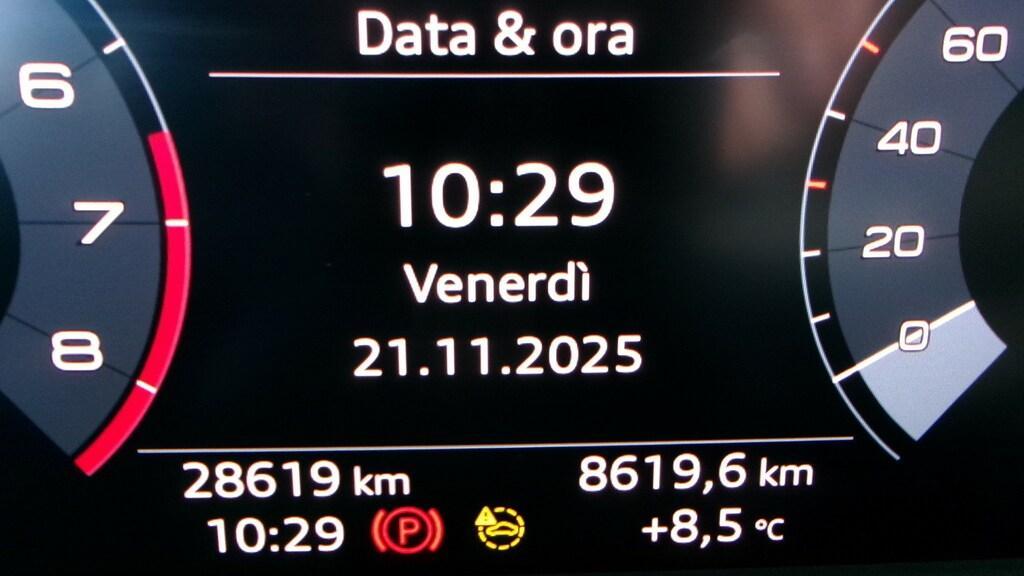 Data & ora
10:29
Venerdì
21.11.2025
6
7
8
60
40
20
0
28619 km
8619,6 km
10:29
P
+8,5 °C